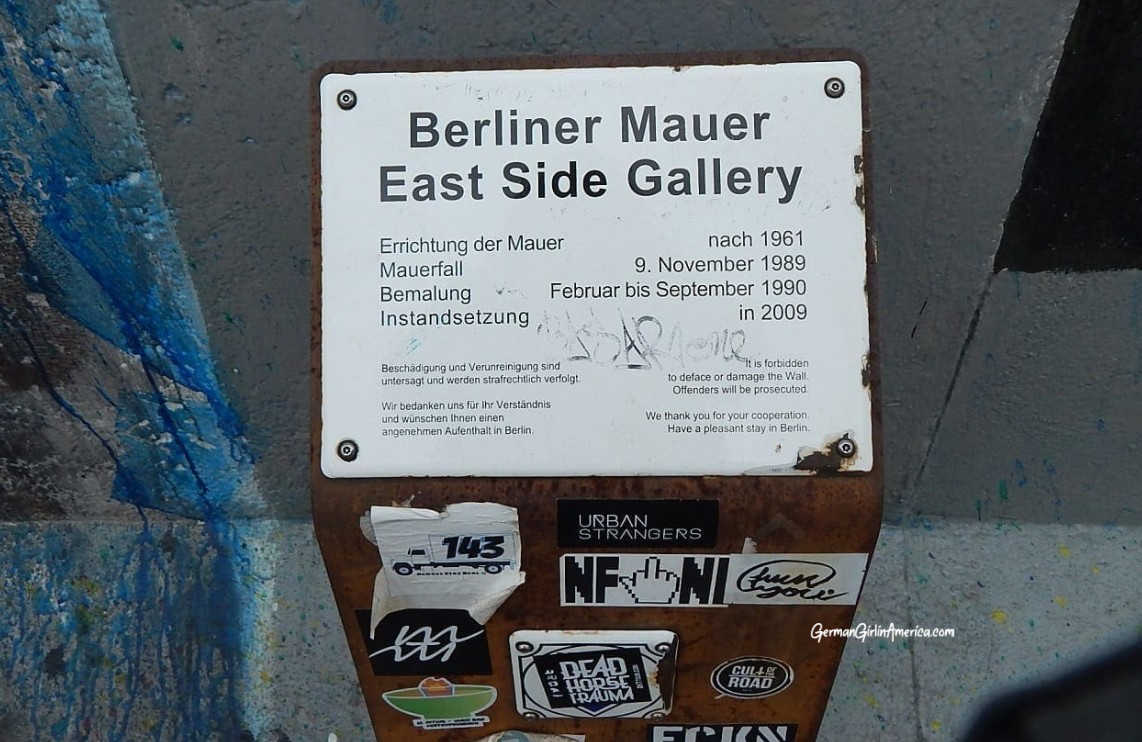 Berliner Mauer
East Side Gallery
Errichtung der Mauer nach 1961
Mauerfall 9. November 1989
Bemalung Februar bis September 1990
Instandsetzung in 2009
Beschädigung und Verunreinigung sind
untersagt und werden strafrechtlich verfolgt.
Wir bedanken uns für Ihr Verständnis
und wünschen Ihnen einen
angenehmen Aufenthalt in Berlin.
It is forbidden
to deface or damage the Wall.
Offenders will be prosecuted.
We thank you for your cooperation.
Have a pleasant stay in Berlin.
143
URBAN
STRANGERS
NF NI
fuck
you
GermanGirlinAmerica.com
DEAD
HORSE
TRAUMA
CULT OF THE
ROAD